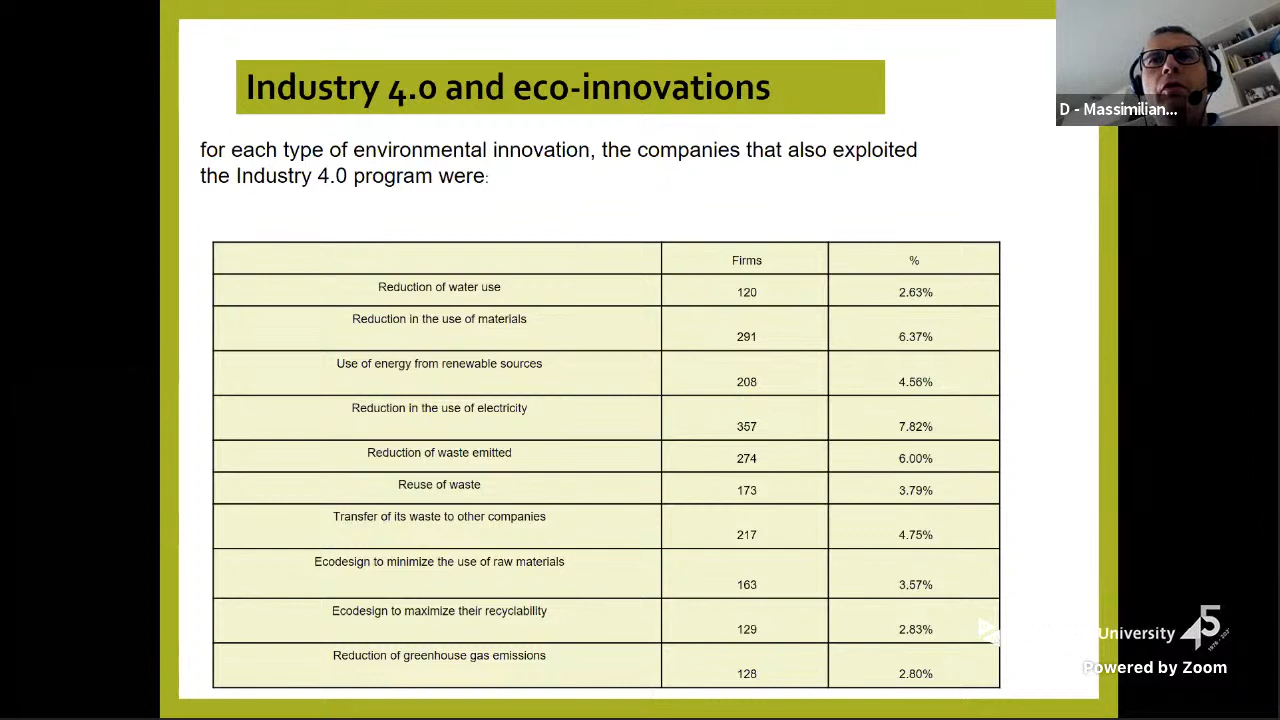 Industry 4.0 and eco-innovations
D - Massimilian...
for each type of environmental innovation, the companies that also exploited
the Industry 4.0 program were:
Firms %
Reduction of water use 120 2.63%
Reduction in the use of materials 291 6.37%
Use of energy from renewable sources 208 4.56%
Reduction in the use of electricity 357 7.82%
Reduction of waste emitted 274 6.00%
Reuse of waste 173 3.79%
Transfer of its waste to other companies 217 4.75%
Ecodesign to minimize the use of raw materials 163 3.57%
Ecodesign to maximize their recyclability 129 2.83%
Reduction of greenhouse gas emissions 128 2.80%
University 45
Powered by Zoom